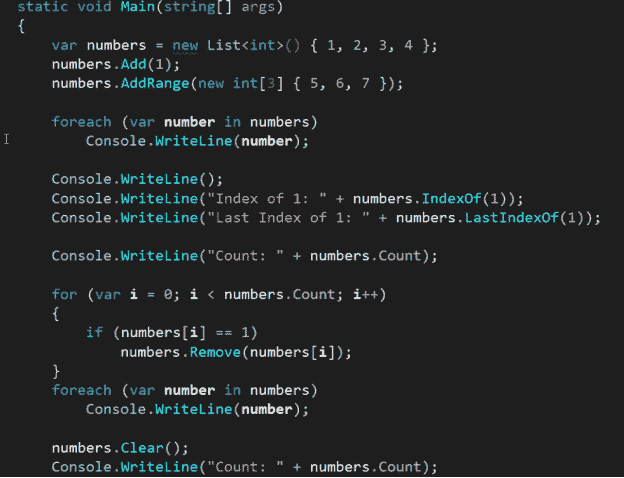 static void Main(string[] args)
{
    var numbers = new List<int>() { 1, 2, 3, 4 };
    numbers.Add(1);
    numbers.AddRange(new int[3] { 5, 6, 7 });

    foreach (var number in numbers)
        Console.WriteLine(number);

    Console.WriteLine();
    Console.WriteLine("Index of 1: " + numbers.IndexOf(1));
    Console.WriteLine("Last Index of 1: " + numbers.LastIndexOf(1));

    Console.WriteLine("Count: " + numbers.Count);

    for (var i = 0; i < numbers.Count; i++)
    {
        if (numbers[i] == 1)
            numbers.Remove(numbers[i]);
    }
    foreach (var number in numbers)
        Console.WriteLine(number);

    numbers.Clear();
    Console.WriteLine("Count: " + numbers.Count);